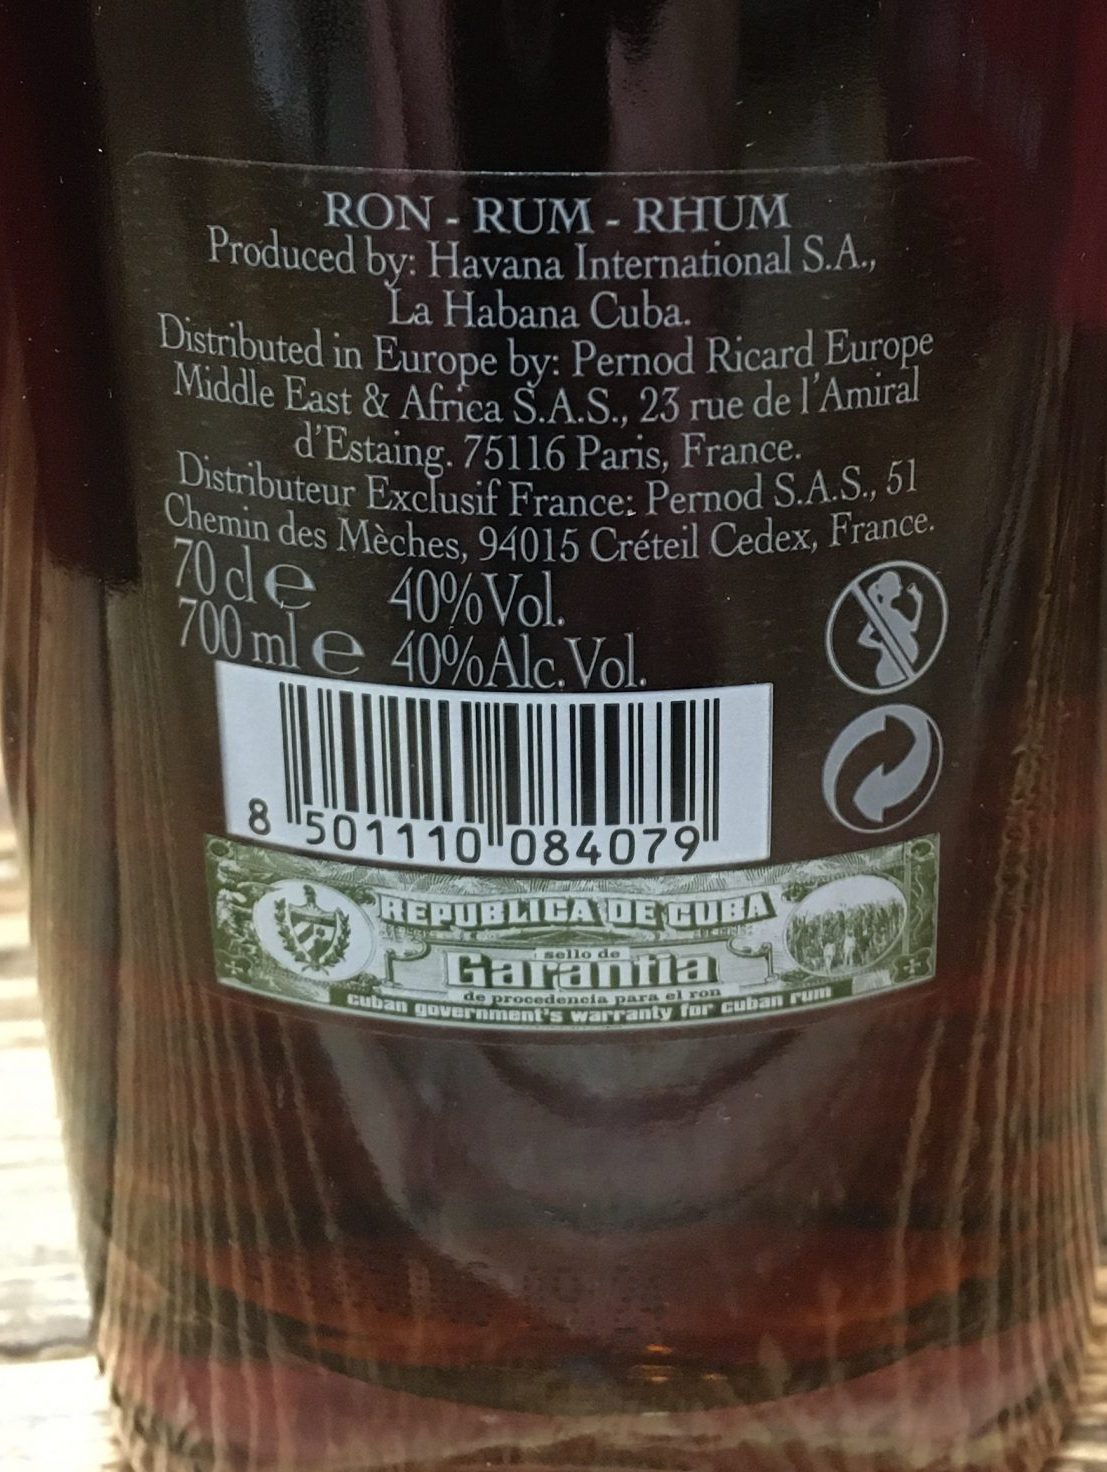 RON - RUM - RHUM
Produced by: Havana International S.A.,
La Habana Cuba.
Distributed in Europe by: Pernod Ricard Europe
Middle East & Africa S.A.S., 23 rue de l'Amiral
d'Estaing. 75116 Paris, France.
Distributeur Exclusif France: Pernod S.A.S., 51
Chemin des Mèches, 94015 Créteil Cedex, France.
70 cl e 40% Vol.
700 ml e 40% Alc. Vol.
8 501110 084079
REPUBLICA DE CUBA
sello de
Garantia
de procedencia para el ron
cuban government's warranty for cuban rum